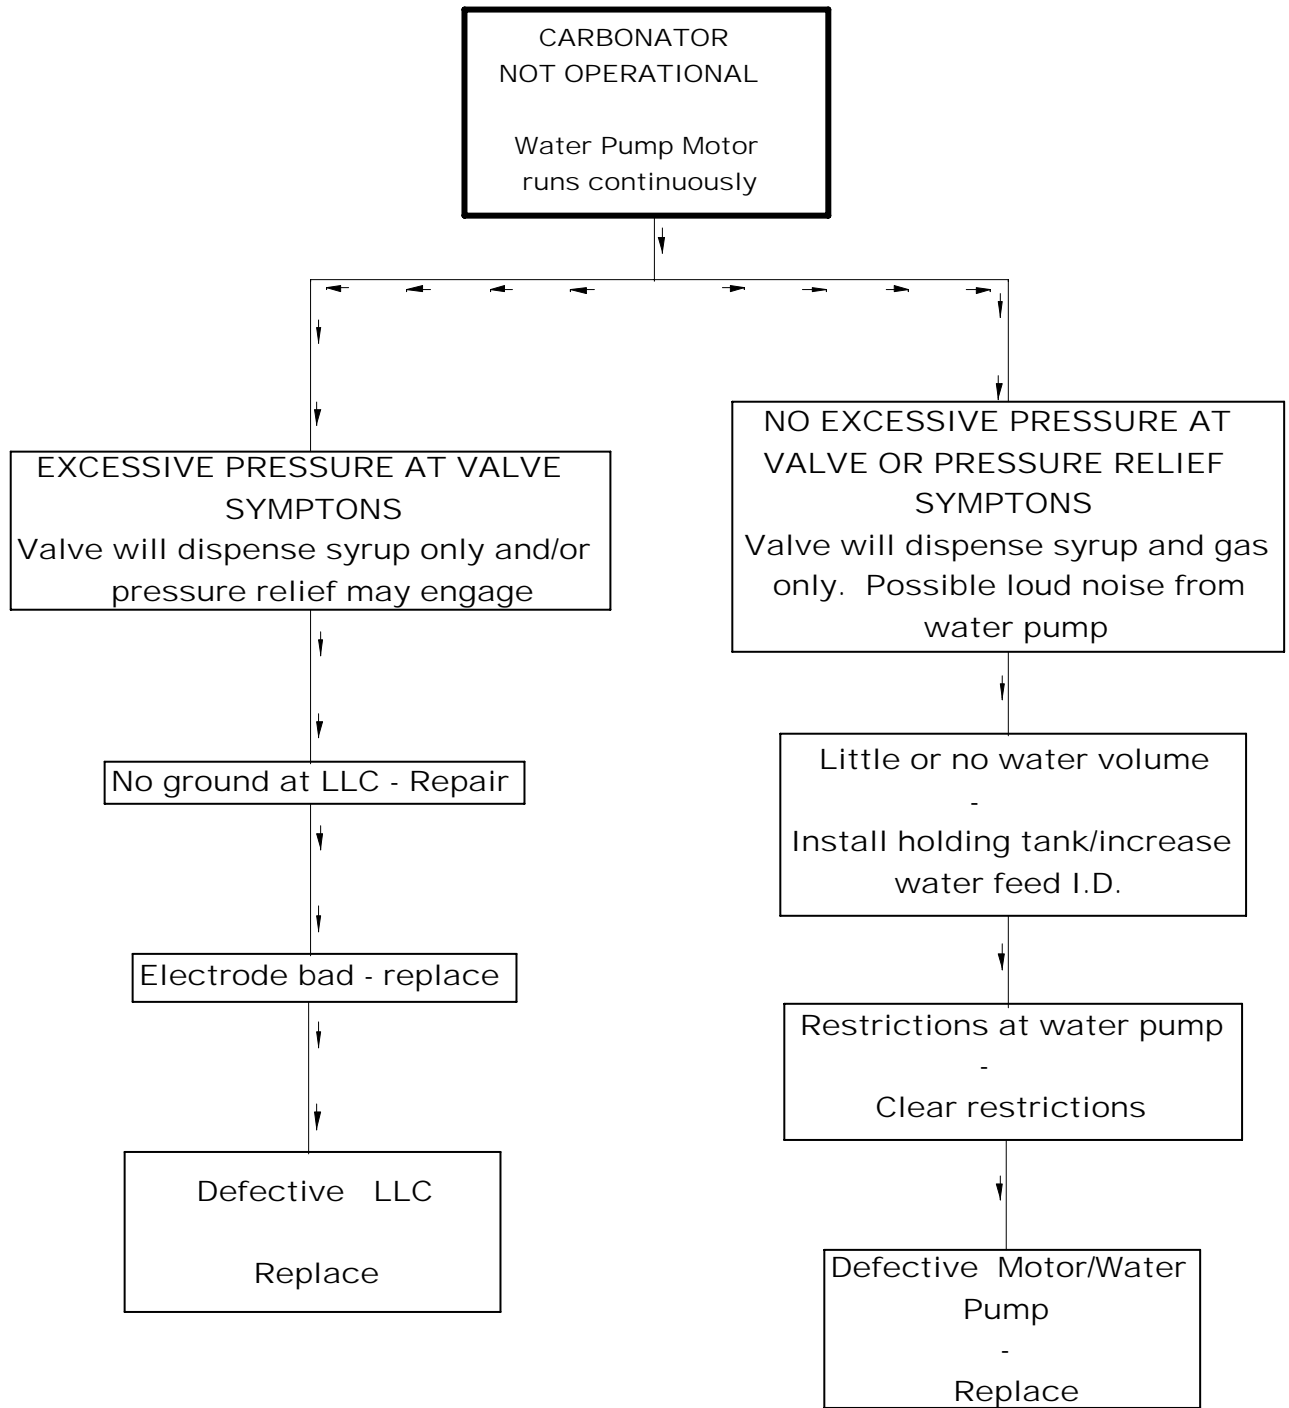 CARBONATOR
NOT OPERATIONAL
Water Pump Motor
runs continuously
EXCESSIVE PRESSURE AT VALVE
SYMPTONS
Valve will dispense syrup only and/or
pressure relief may engage
No ground at LLC - Repair
Electrode bad - replace
Defective LLC
Replace
NO EXCESSIVE PRESSURE AT
VALVE OR PRESSURE RELIEF
SYMPTONS
Valve will dispense syrup and gas
only. Possible loud noise from
water pump
Little or no water volume
-
Install holding tank/increase
water feed I.D.
Restrictions at water pump
-
Clear restrictions
Defective Motor/Water
Pump
-
Replace